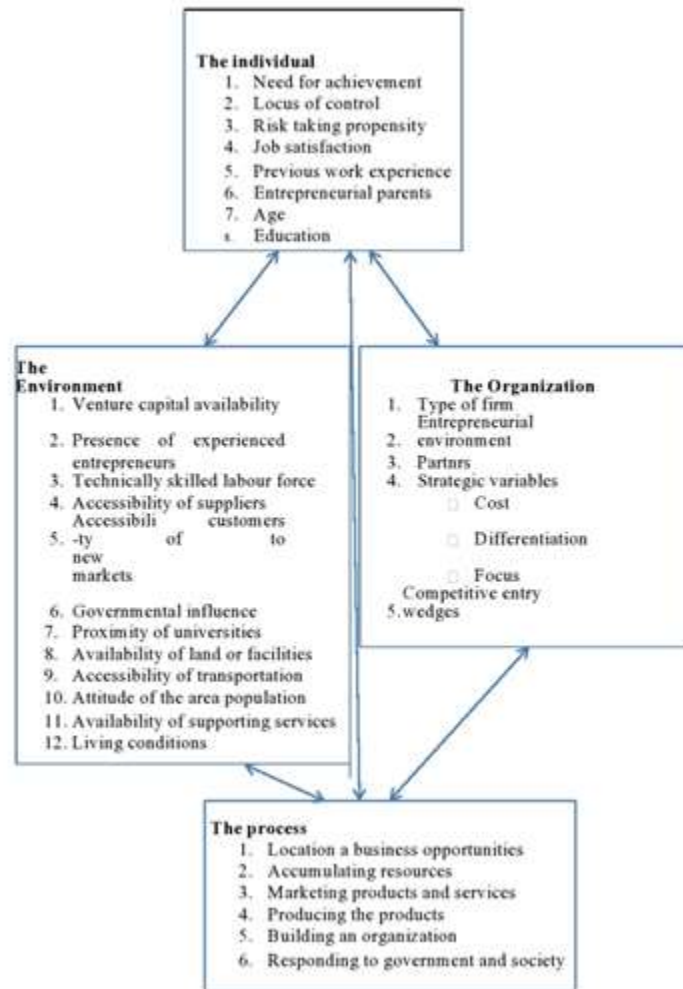 The individual
1. Need for achievement
2. Locus of control
3. Risk taking propensity
4. Job satisfaction
5. Previous work experience
6. Entrepreneurial parents
7. Age
8. Education
The
Environment
1. Venture capital availability
2. Presence of experienced
entrepreneurs
3. Technically skilled labour force
4. Accessibility of suppliers
Accessibili customers
5. -ty of to
new
markets
6. Governmental influence
7. Proximity of universities
8. Availability of land or facilities
9. Accessibility of transportation
10. Attitude of the area population
11. Availability of supporting services
12. Living conditions
The Organization
1. Type of firm
Entrepreneurial
2. environment
3. Partnrs
4. Strategic variables
Cost
Differentiation
Focus
Competitive entry
5. wedges
The process
1. Location a business opportunities
2. Accumulating resources
3. Marketing products and services
4. Producing the products
5. Building an organization
6. Responding to government and society